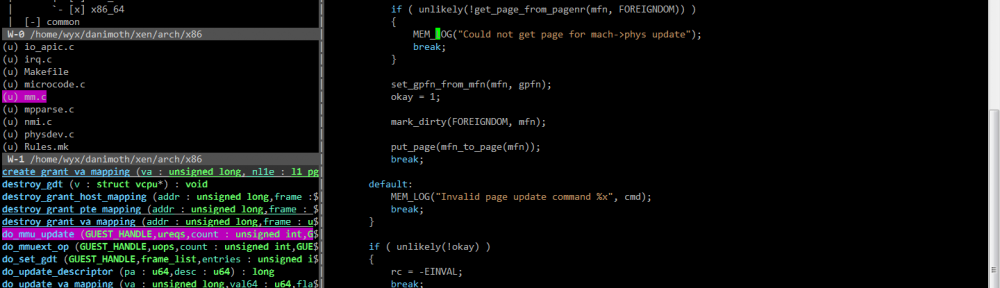 |      `- [x] x86_64
|  [-] common
W-0 /home/wyx/danimoth/xen/arch/x86
(u) io_apic.c
(u) irq.c
(u) Makefile
(u) microcode.c
(u) mm.c
(u) mpparse.c
(u) nmi.c
(u) physdev.c
(u) Rules.mk
W-1 /home/wyx/danimoth/xen/arch/x86
create_grant_va_mapping (va : unsigned long, nl1e : l1_pg
destroy_gdt (v : struct vcpu*) : void
destroy_grant_host_mapping (addr : unsigned long,frame :$
destroy_grant_pte_mapping (addr : unsigned long,frame : $
destroy_grant_va_mapping (addr : unsigned long,frame : u$
do_mmu_update (GUEST_HANDLE,ureqs,count : unsigned int,G$
do_mmuext_op (GUEST_HANDLE,uops,count : unsigned int,GUE$
do_set_gdt (GUEST_HANDLE,frame_list,entries : unsigned i$
do_update_descriptor (pa : u64,desc : u64) : long
do_update_va_mapping (va : unsigned long,val64 : u64,fla$
if ( unlikely(!get_page_from_pagenr(mfn, FOREIGNDOM)) )
{
MEM_LOG("Could not get page for mach->phys update");
break;
}
set_gpfn_from_mfn(mfn, gpfn);
okay = 1;
mark_dirty(FOREIGNDOM, mfn);
put_page(mfn_to_page(mfn));
break;
default:
MEM_LOG("Invalid page update command %x", cmd);
break;
}
if ( unlikely(!okay) )
{
rc = -EINVAL;
break;